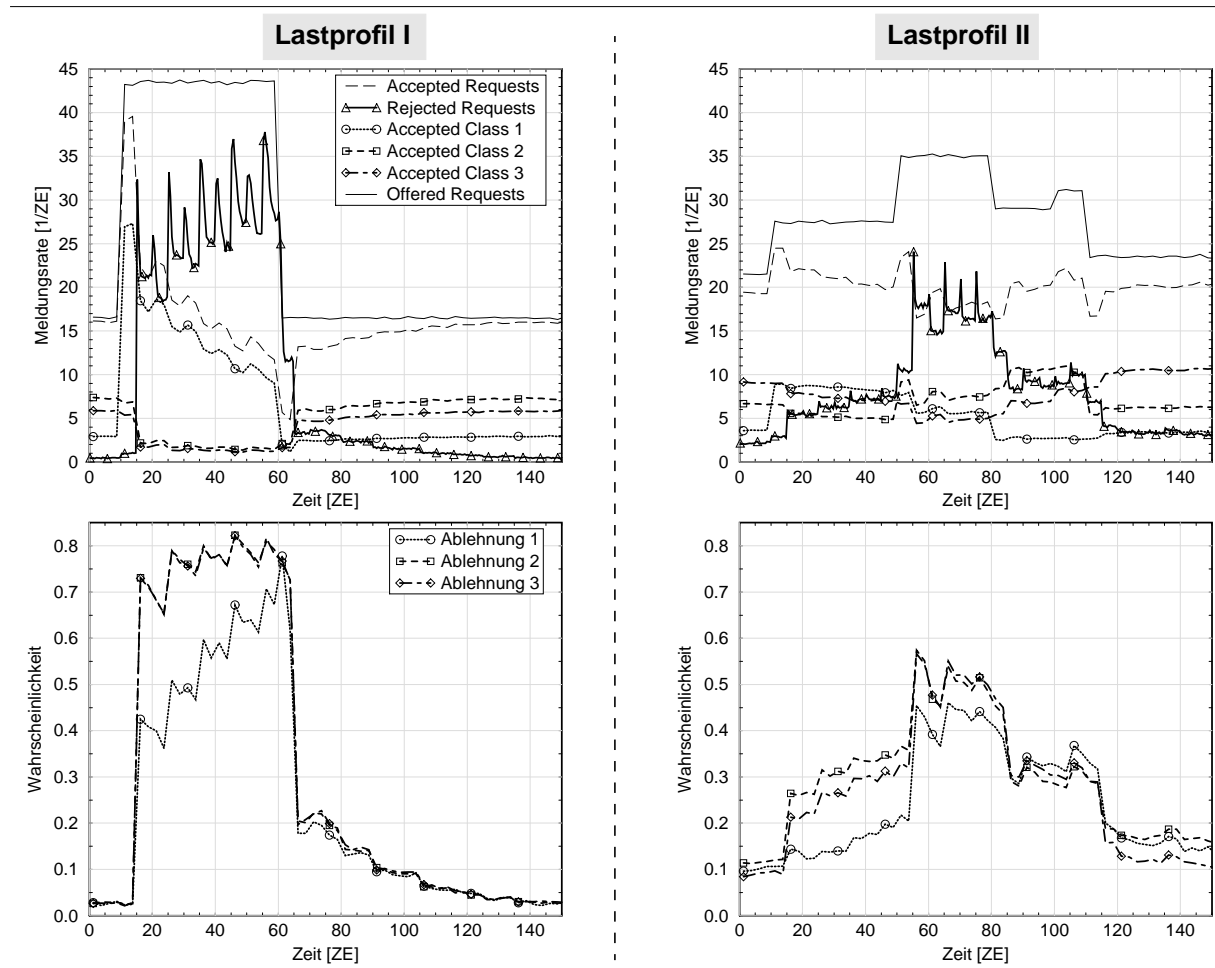 Lastprofil I
Lastprofil II
45
40
35
30
25
20
15
10
5
0
Meldungsrate [1/ZE]
Accepted Requests
Rejected Requests
Accepted Class 1
Accepted Class 2
Accepted Class 3
Offered Requests
0 20 40 60 80 100 120 140
Zeit [ZE]
45
40
35
30
25
20
15
10
5
0
Meldungsrate [1/ZE]
0 20 40 60 80 100 120 140
Zeit [ZE]
0.8
0.7
0.6
0.5
0.4
0.3
0.2
0.1
0.0
Wahrscheinlichkeit
Ablehnung 1
Ablehnung 2
Ablehnung 3
0 20 40 60 80 100 120 140
Zeit [ZE]
0.8
0.7
0.6
0.5
0.4
0.3
0.2
0.1
0.0
Wahrscheinlichkeit
0 20 40 60 80 100 120 140
Zeit [ZE]